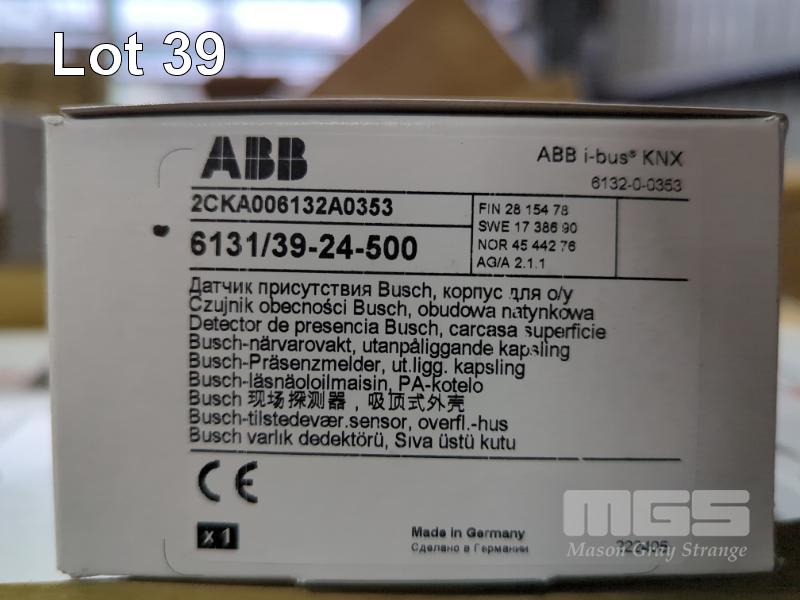 Lot 39
ABB
ABB i-bus® KNX
6132-0-0353
2CKA006132A0353
6131/39-24-500
FIN 28 154 78
SWE 17 386 90
NOR 45 442 76
AG/A 2.1.1
Датчик присутствия Busch, корпус для о/у
Czujnik obecności Busch, obudowa natynkowa
Detector de presencia Busch, carcasa superficie
Busch-närvarovakt, utanpåliggande kapsling
Busch-Präsenzmelder, ut.ligg. kapsling
Busch-läsnäoloilmaisin, PA-kotelo
Busch 现场探测器，吸顶式外壳
Busch-tilstedevær.sensor, overfl.-hus
Busch varlık dedektörü, Sıva üstü kutu
CE
x1
Made in Germany
Сделано в Германии
MGS
Mason Gray Strange